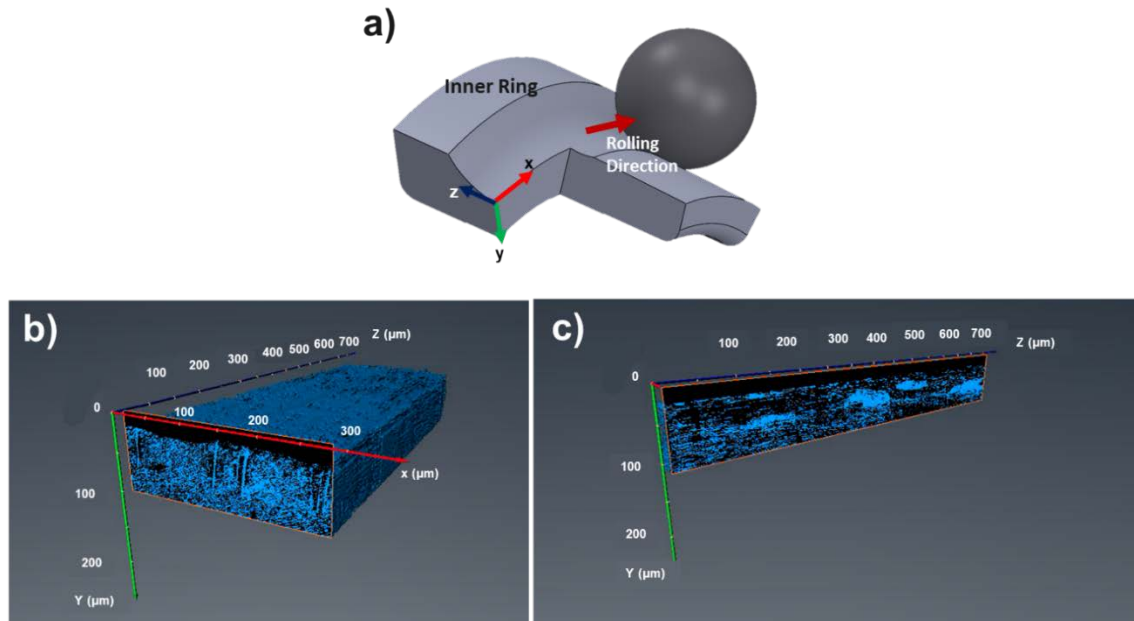 a)
Inner Ring
Rolling
Direction
x
z
y
b)
Z (µm)
100 200 300 400 500 600 700
0
100 200 300
x (µm)
100
200
Y (µm)
c)
Z (µm)
100 200 300 400 500 600 700
0
100
200
Y (µm)